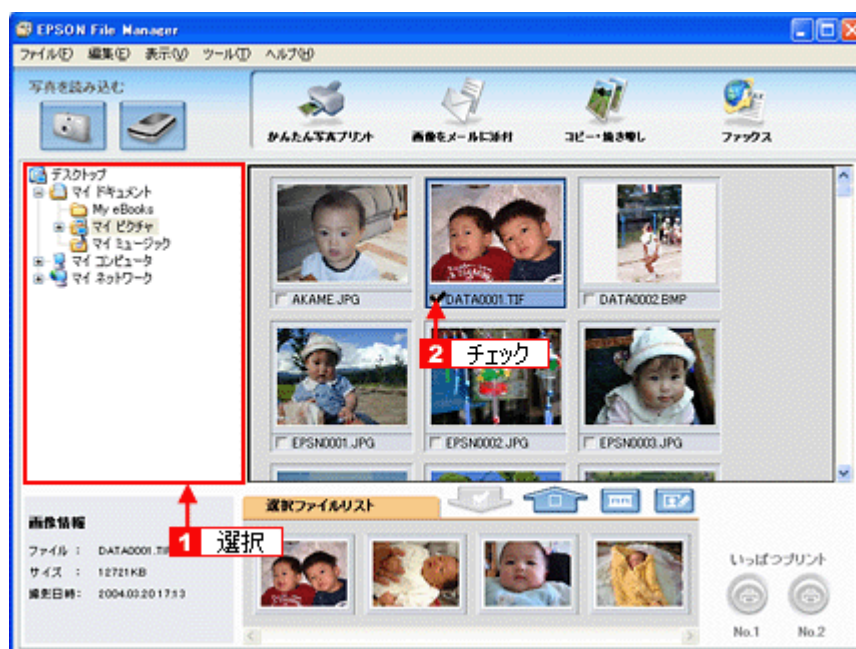 EPSON File Manager
ファイル(F) 編集(E) 表示(V) ツール(T) ヘルプ(H)
写真を読み込む
かんたん写真プリント 画像をメールに添付 コピー・焼き増し ファックス
デスクトップ
マイ ドキュメント
My eBooks
マイ ピクチャ
マイ ミュージック
マイ コンピュータ
マイ ネットワーク
AKAME.JPG DATA0001.TIF DATA0002.BMP
2 チェック
EPSN0001.JPG EPSN0002.JPG EPSN0003.JPG
選択ファイルリスト
1 選択
画像情報
ファイル : DATA0001.TIF
サイズ : 12721KB
撮影日時: 2004.03.20 17:13
いっぱつプリント
No.1 No.2